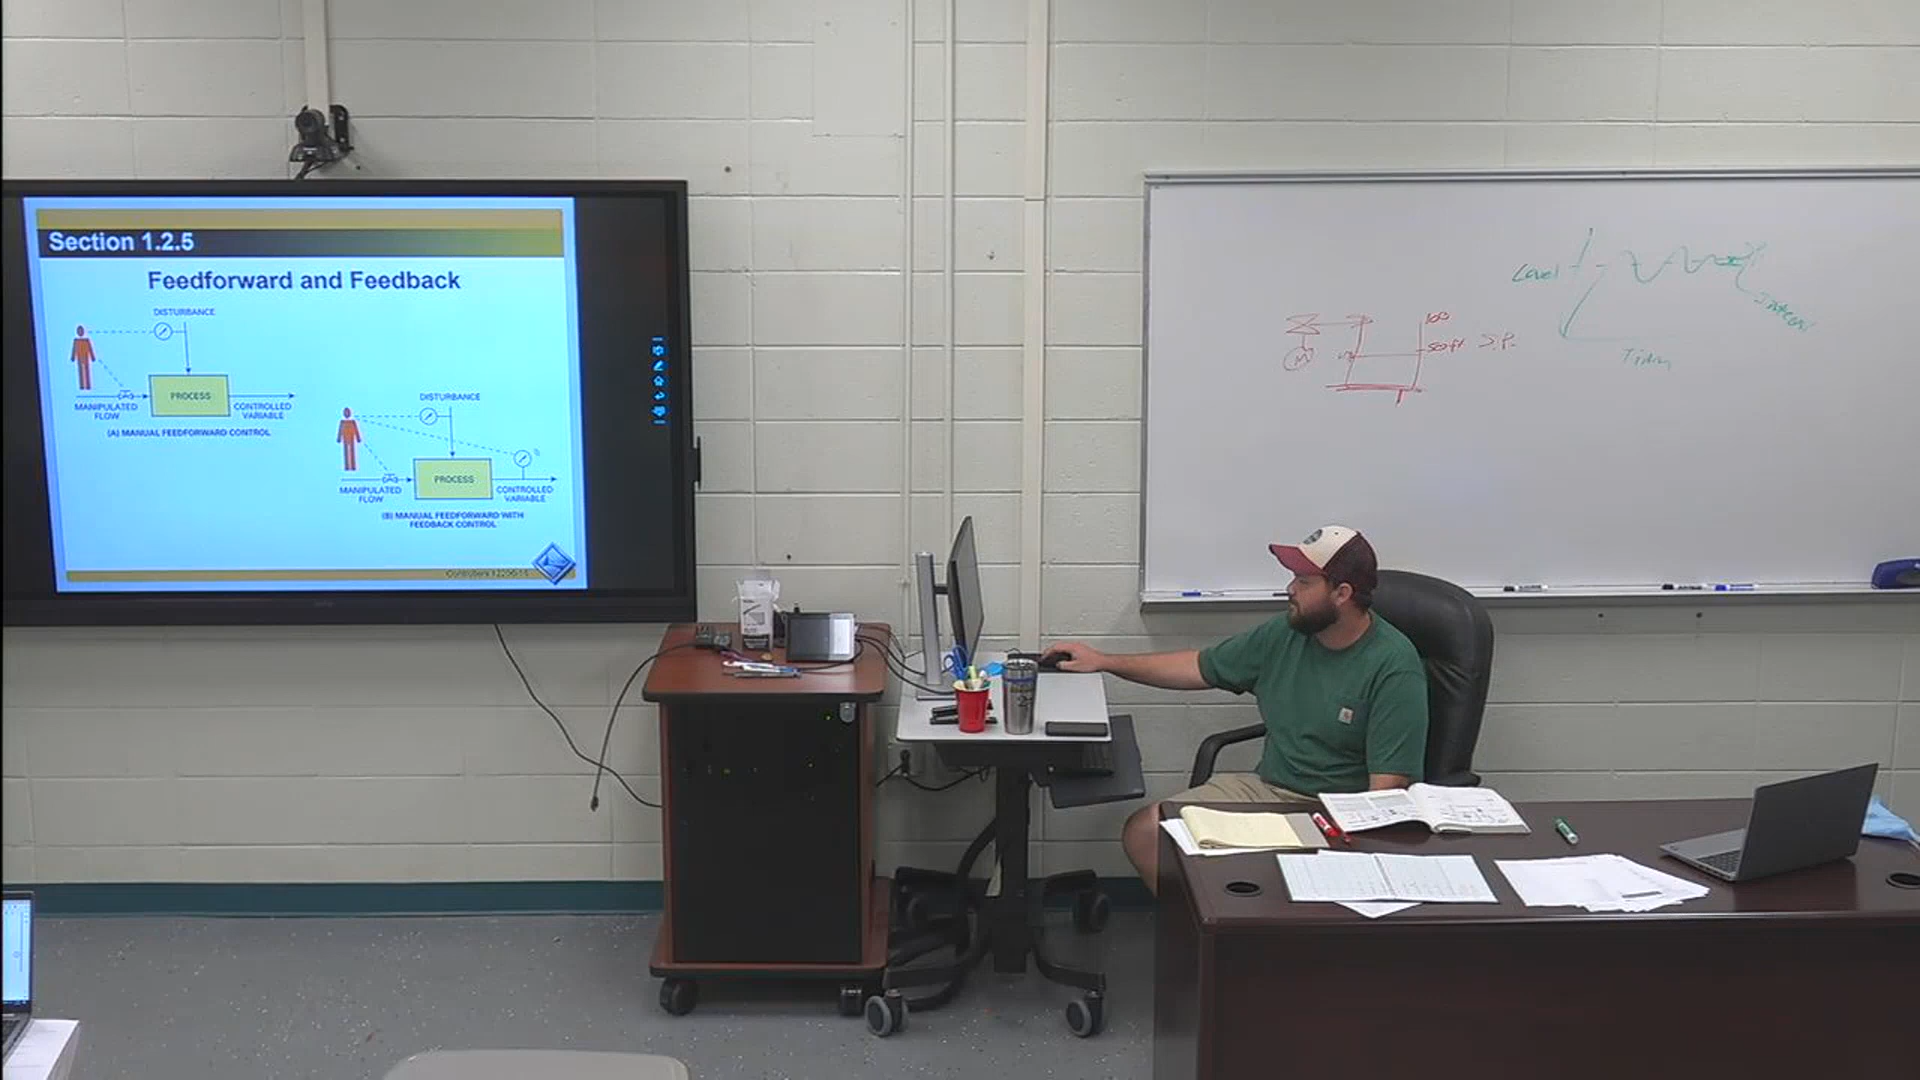 Section 1.2.5
Feedforward and Feedback
DISTURBANCE
PROCESS
MANIPULATED
FLOW
CONTROLLED
VARIABLE
(A) MANUAL FEEDFORWARD CONTROL
DISTURBANCE
PROCESS
MANIPULATED
FLOW
CONTROLLED
VARIABLE
(B) MANUAL FEEDFORWARD WITH
FEEDBACK CONTROL
M
100
50ft S.P.
Level
Time